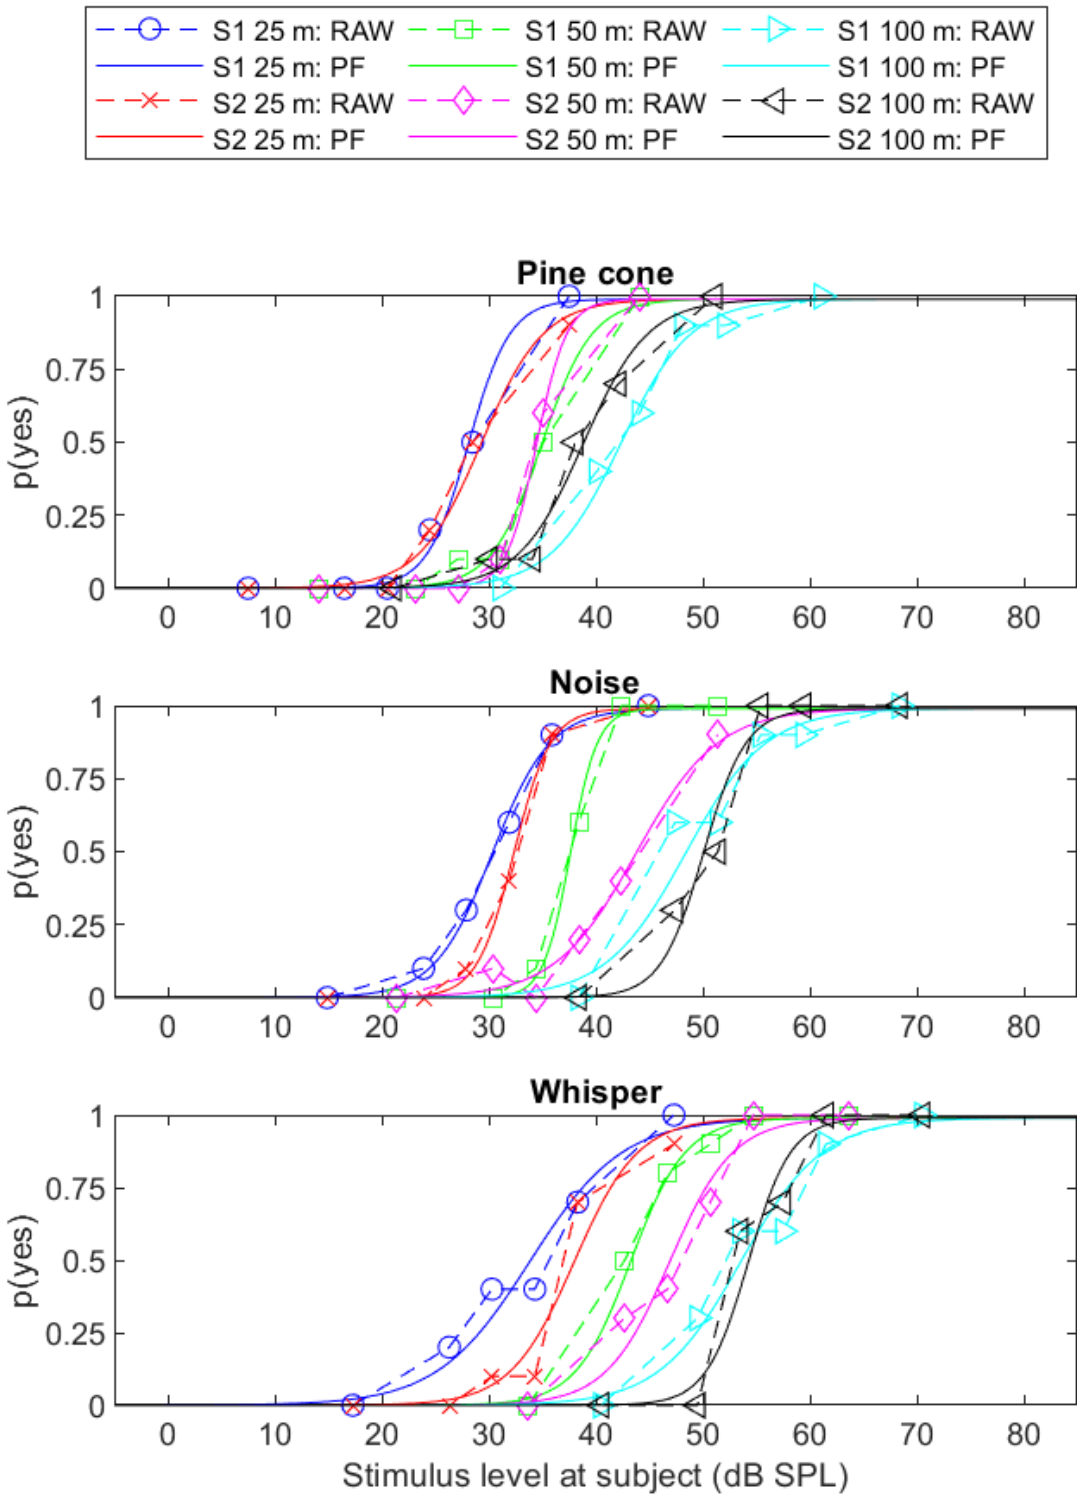 S1 25 m: RAW S1 50 m: RAW S1 100 m: RAW
S1 25 m: PF S1 50 m: PF S1 100 m: PF
S2 25 m: RAW S2 50 m: RAW S2 100 m: RAW
S2 25 m: PF S2 50 m: PF S2 100 m: PF
Pine cone
1
0.75
0.5
0.25
0
p(yes)
0 10 20 30 40 50 60 70 80
Noise
1
0.75
0.5
0.25
0
p(yes)
0 10 20 30 40 50 60 70 80
Whisper
1
0.75
0.5
0.25
0
p(yes)
0 10 20 30 40 50 60 70 80
Stimulus level at subject (dB SPL)